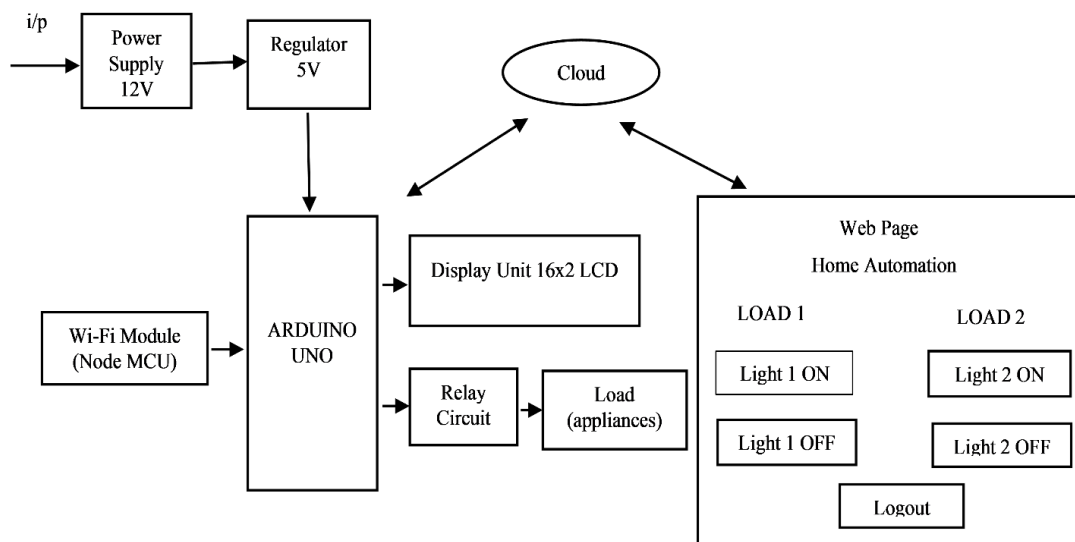 i/p
Power
Supply
12V
Regulator
5V
Cloud
Web Page
Home Automation
Display Unit 16x2 LCD
ARDUINO
UNO
Wi-Fi Module
(Node MCU)
Relay
Circuit
Load
(appliances)
LOAD 1
LOAD 2
Light 1 ON
Light 2 ON
Light 1 OFF
Light 2 OFF
Logout